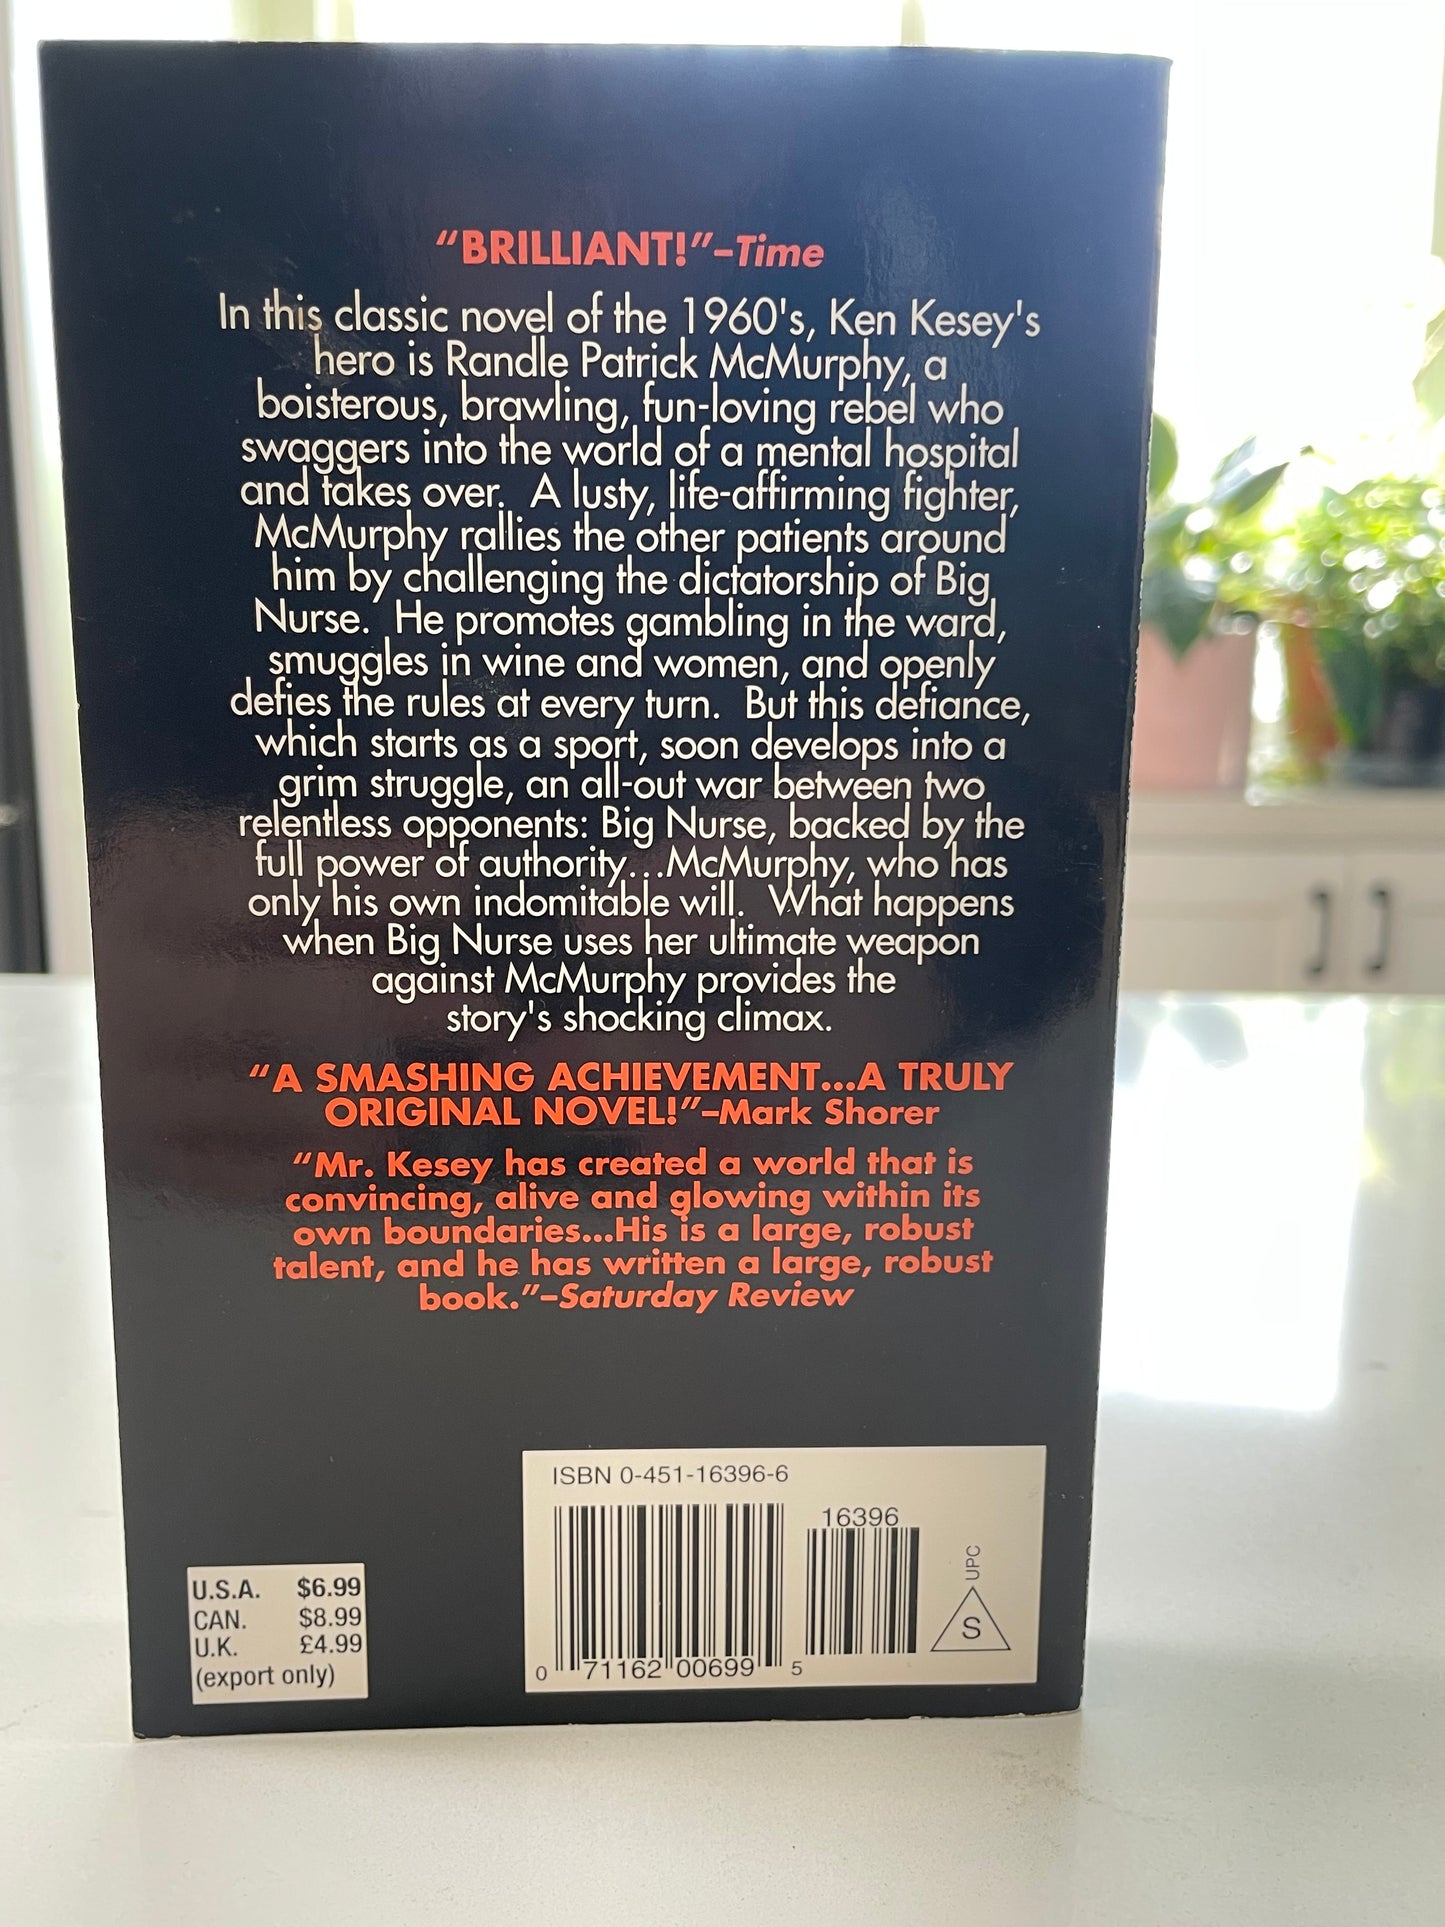 “BRILLIANT!”–Time
In this classic novel of the 1960's, Ken Kesey's
hero is Randle Patrick McMurphy, a
boisterous, brawling, fun-loving rebel who
swaggers into the world of a mental hospital
and takes over.  A lusty, life-affirming fighter,
McMurphy rallies the other patients around
him by challenging the dictatorship of Big
Nurse.  He promotes gambling in the ward,
smuggles in wine and women, and openly
defies the rules at every turn.  But this defiance,
which starts as a sport, soon develops into a
grim struggle, an all-out war between two
relentless opponents: Big Nurse, backed by the
full power of authority...McMurphy, who has
only his own indomitable will.  What happens
when Big Nurse uses her ultimate weapon
against McMurphy provides the
story's shocking climax.
“A SMASHING ACHIEVEMENT...A TRULY
ORIGINAL NOVEL!”–Mark Shorer
“Mr. Kesey has created a world that is
convincing, alive and glowing within its
own boundaries...His is a large, robust
talent, and he has written a large, robust
book.”–Saturday Review
U.S.A. $6.99
CAN. $8.99
U.K. £4.99
(export only)
ISBN 0-451-16396-6
16396
0 71162 00699 5
UPC
S